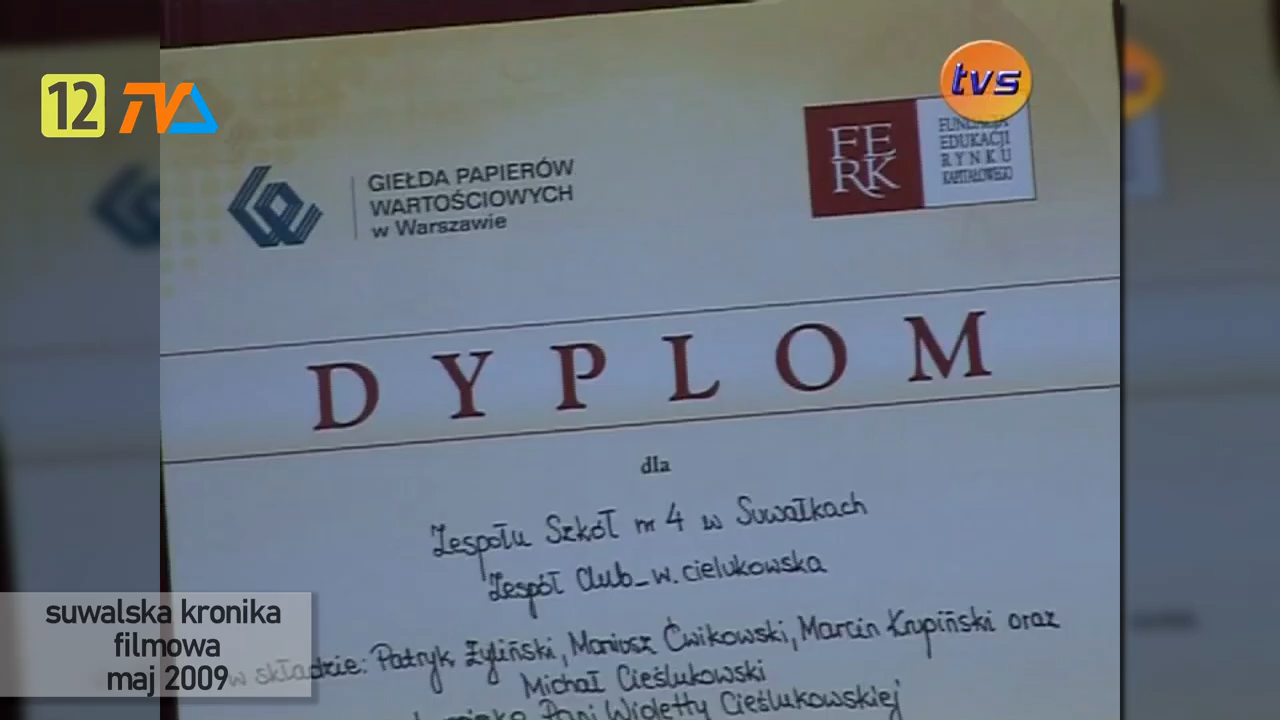 12 TVS
tvs
GIEŁDA PAPIERÓW
WARTOŚCIOWYCH
w Warszawie
FE
RK
FUNDACJA
EDUKACJI
RYNKU
KAPITAŁOWEGO
DYPLOM
dla
Zespołu Szkół nr 4 w Suwałkach
Zespół Club_w.cielukowska
w składzie: Patryk Żyliński, Mariusz Ćwikowski, Marcin Krupiński oraz
Michał Cieślukowski
Pani Wioletty Cieślukowskiej
suwalska kronika
filmowa
maj 2009